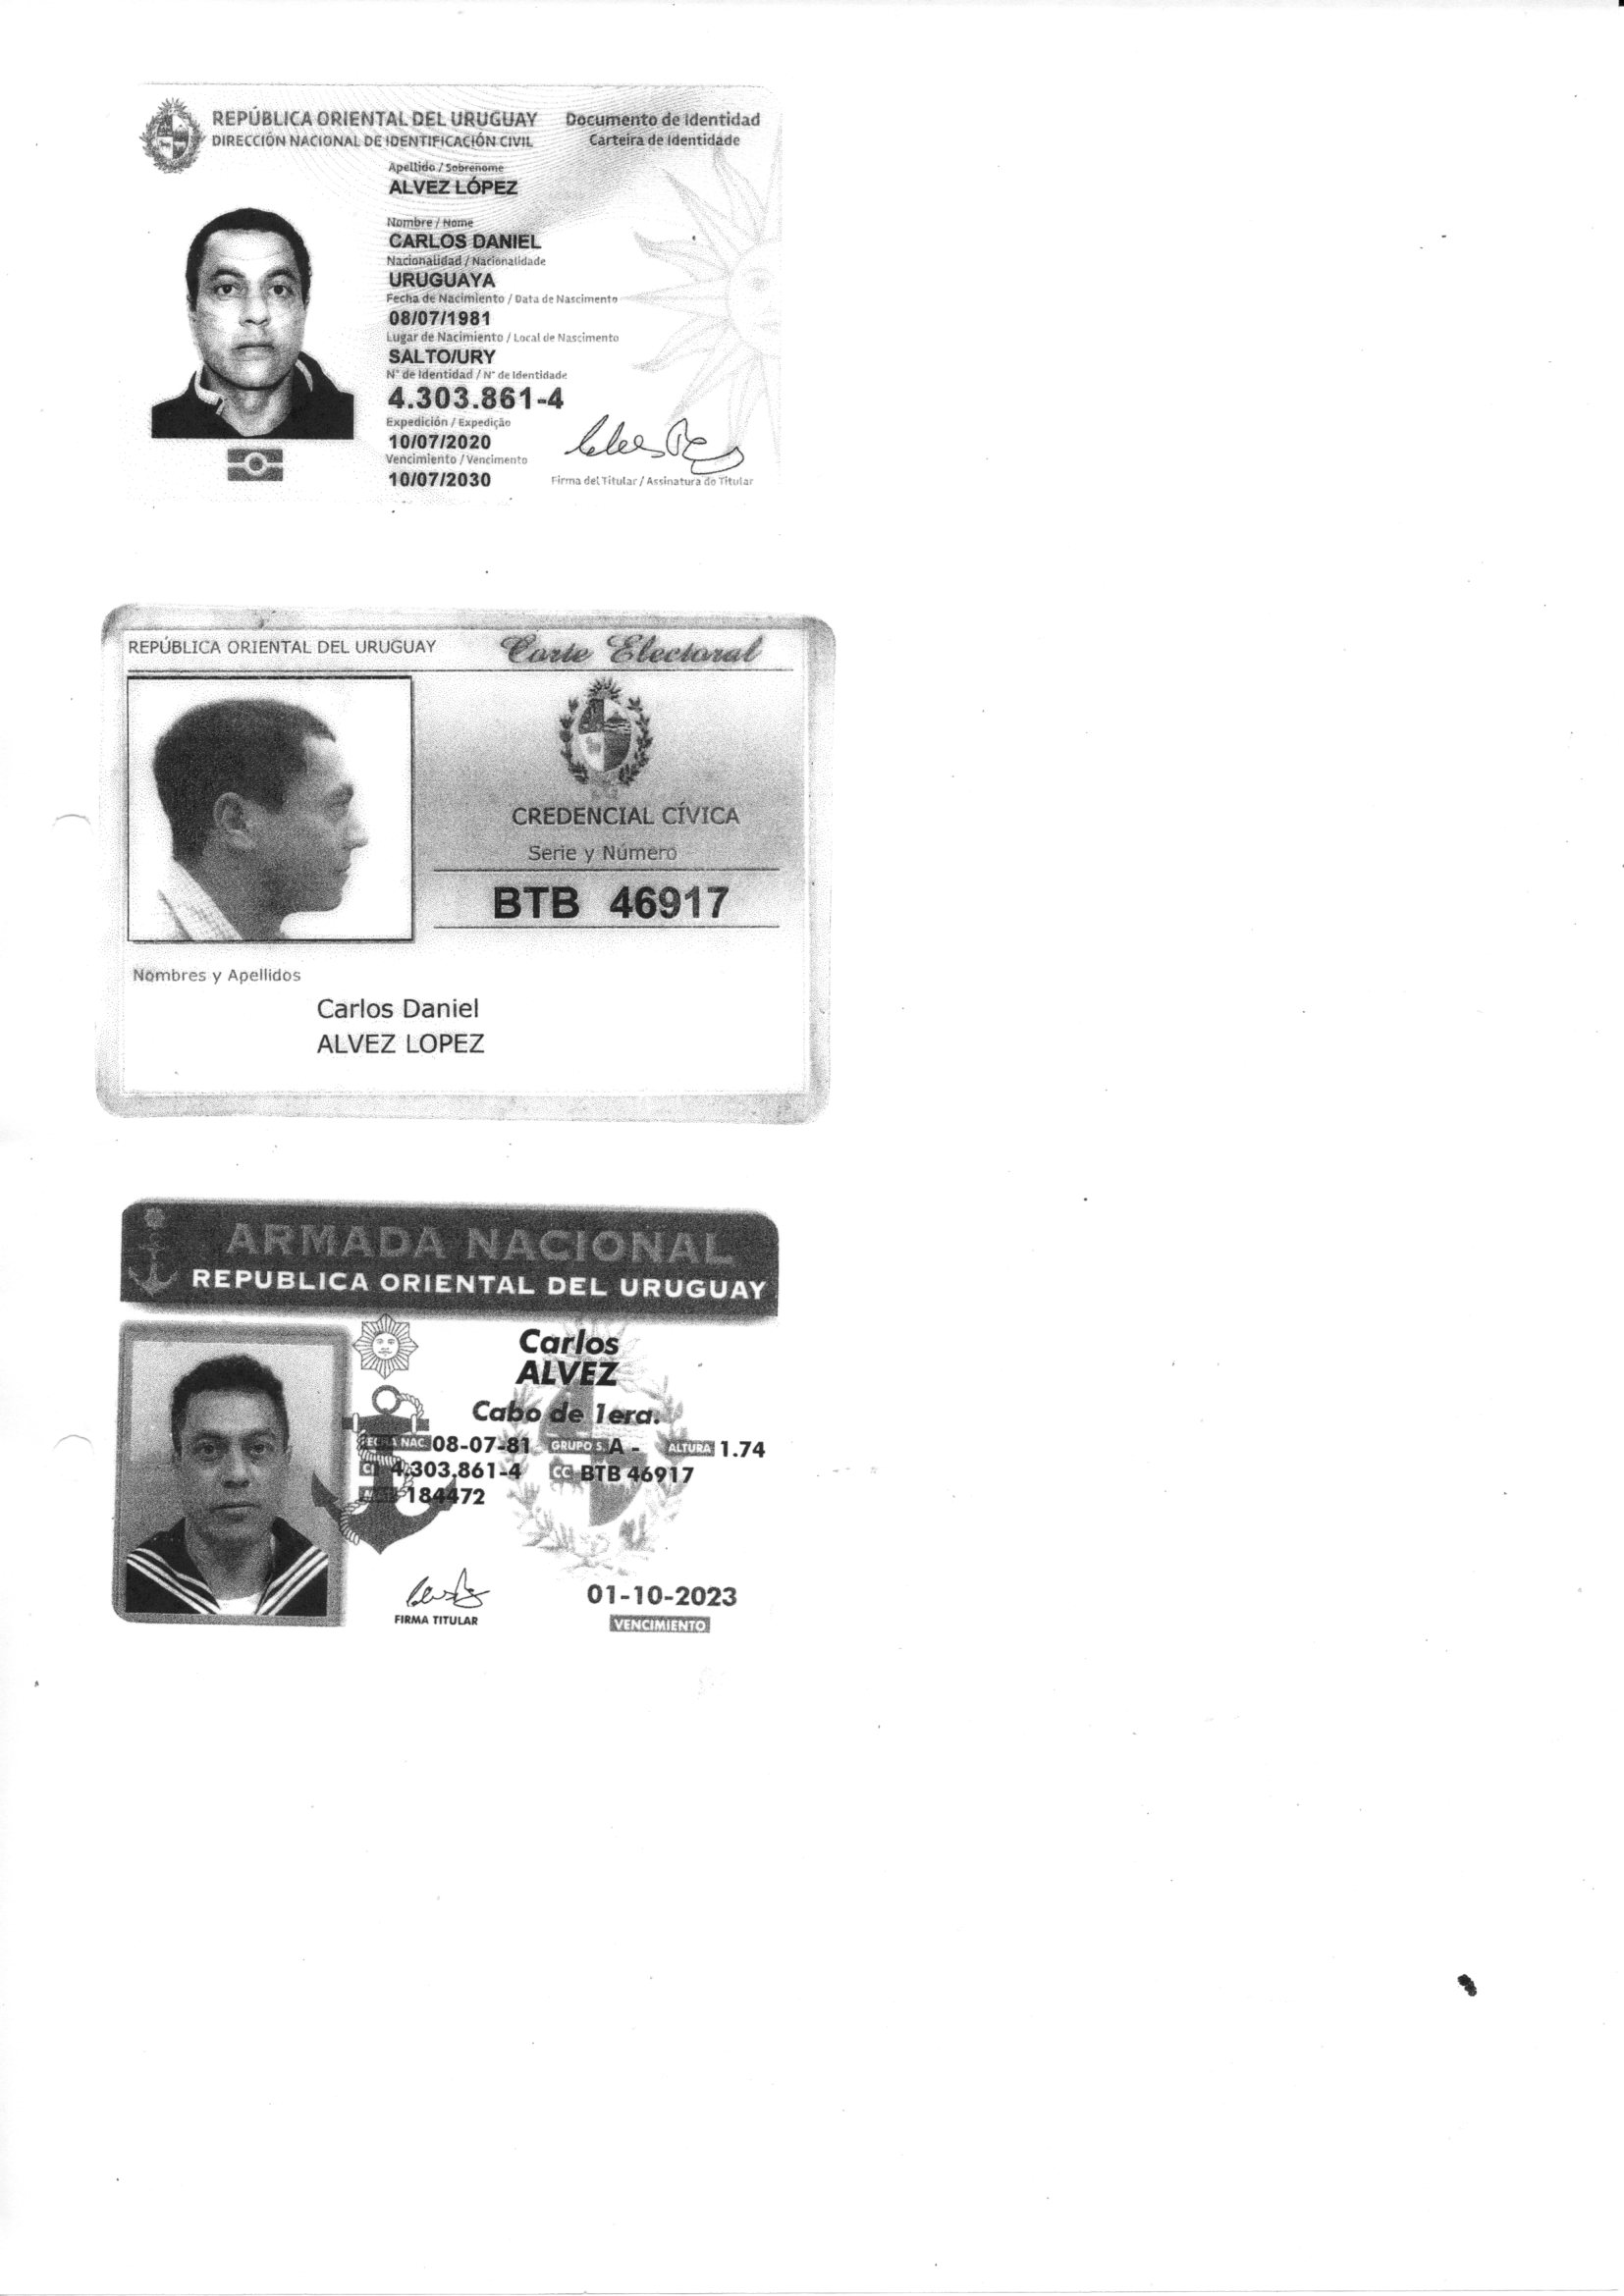 REPÚBLICA ORIENTAL DEL URUGUAY Documento de Identidad
DIRECCIÓN NACIONAL DE IDENTIFICACIÓN CIVIL Carteira de Identidade
Apellido / Sobrenome
ALVEZ LÓPEZ
Nombre / Nome
CARLOS DANIEL
Nacionalidad / Nacionalidade
URUGUAYA
Fecha de Nacimiento / Data de Nascimento
08/07/1981
Lugar de Nacimiento / Local de Nascimento
SALTO/URY
N° de Identidad / N° de Identidade
4.303.861-4
Expedición / Expedição
10/07/2020
Vencimiento / Vencimento
10/07/2030
Firma del Titular / Assinatura do Titular
REPÚBLICA ORIENTAL DEL URUGUAY Corte Electoral
CREDENCIAL CÍVICA
Serie y Número
BTB 46917
Nombres y Apellidos
Carlos Daniel
ALVEZ LOPEZ
ARMADA NACIONAL
REPUBLICA ORIENTAL DEL URUGUAY
Carlos
ALVEZ
Cabo de 1era.
FECHA NAC 08-07-81 GRUPO S. A - ALTURA 1.74
CI 4.303.861-4 CC BTB 46917
184472
FIRMA TITULAR
01-10-2023
VENCIMIENTO